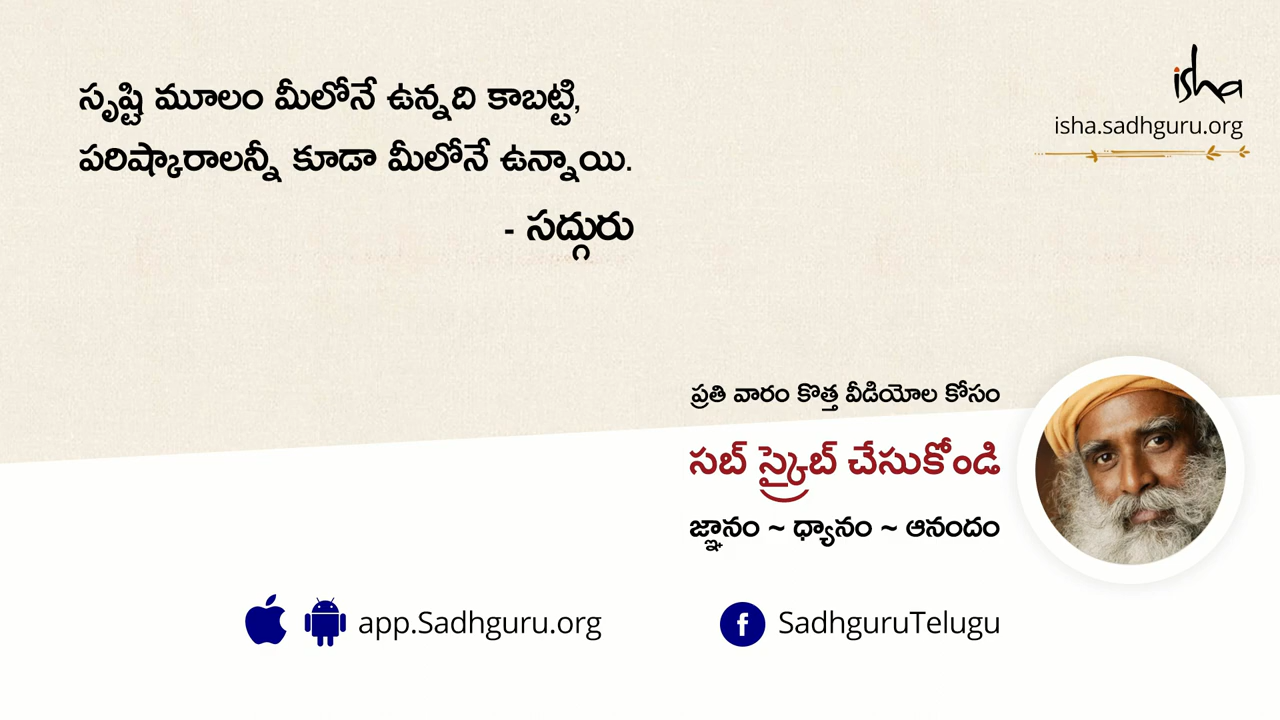 సృష్టి మూలం మీలోనే ఉన్నది కాబట్టి,
పరిష్కారాలన్నీ కూడా మీలోనే ఉన్నాయి.
- సద్గురు
isha
isha.sadhguru.org
ప్రతి వారం కొత్త వీడియోల కోసం
సబ్ స్క్రైబ్ చేసుకోండి
జ్ఞానం ~ ధ్యానం ~ ఆనందం
app.Sadhguru.org
f SadhguruTelugu